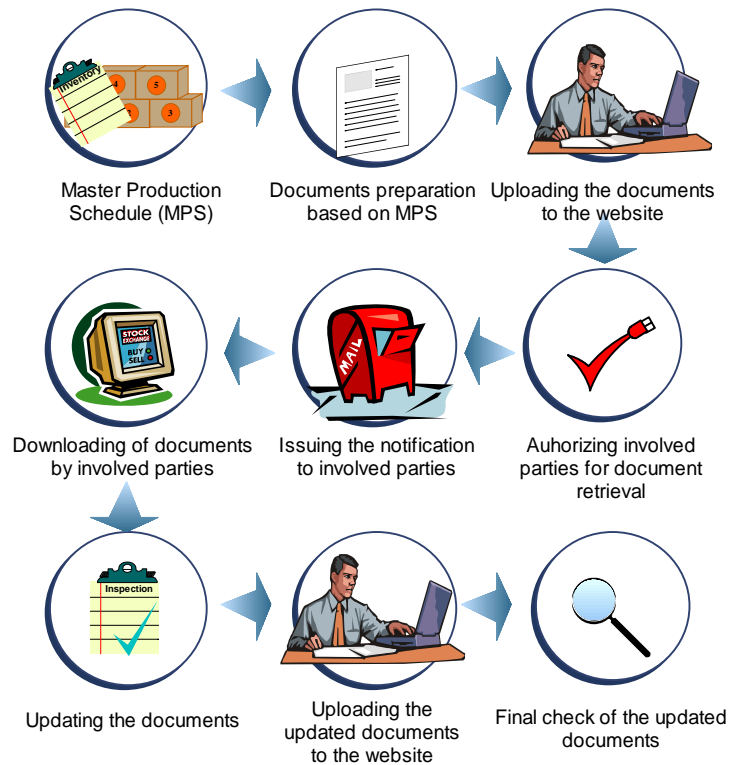 Inventory
4
5
2
3
Master Production
Schedule (MPS)
Documents preparation
based on MPS
Uploading the documents
to the website
STOCK
EXCHANGE
BUY
SELL
MAIL
Downloading of documents
by involved parties
Issuing the notification
to involved parties
Auhorizing involved
parties for document
retrieval
Inspection
Updating the documents
Uploading the
updated documents
to the website
Final check of the updated
documents